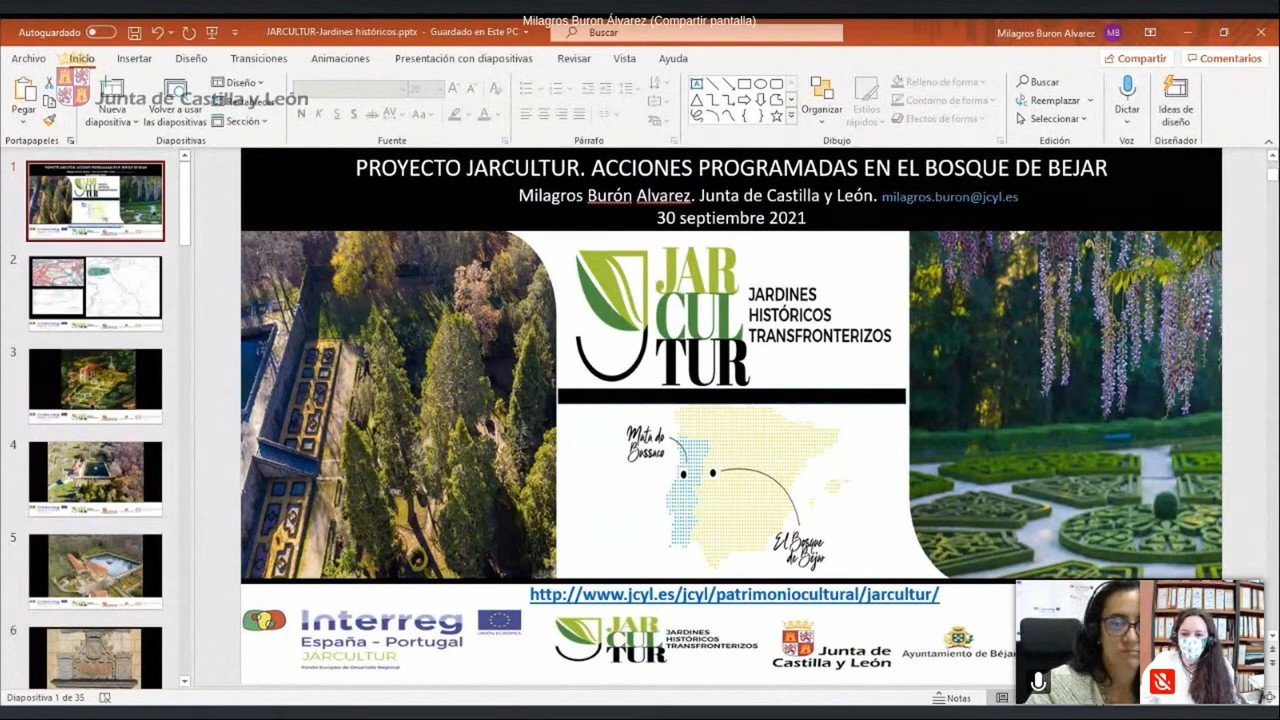 Milagros Buron Álvarez (Compartir pantalla)
Autoguardado
JARCULTUR-Jardines históricos.pptx - Guardado en Este PC
Buscar
Milagros Buron Alvarez
MB
Archivo
Inicio
Insertar
Diseño
Transiciones
Animaciones
Presentación con diapositivas
Revisar
Vista
Ayuda
Compartir
Comentarios
Junta de Castilla y León
Pegar
Nueva
diapositiva
Volver a usar
las diapositivas
Diseño
Sección
Organizar
Estilos
rápidos
Relleno de forma
Contorno de forma
Efectos de forma
Buscar
Reemplazar
Seleccionar
Dictar
Ideas de
diseño
Portapapeles
Diapositivas
Fuente
Párrafo
Dibujo
Edición
Voz
Diseñador
1
2
3
4
5
6
PROYECTO JARCULTUR. ACCIONES PROGRAMADAS EN EL BOSQUE DE BEJAR
Milagros Burón Alvarez. Junta de Castilla y León. milagros.buron@jcyl.es
30 septiembre 2021
JAR
CUL
TUR
JARDINES
HISTÓRICOS
TRANSFRONTERIZOS
Mata do
Bussaco
El Bosque
de Béjar
http://www.jcyl.es/jcyl/patrimoniocultural/jarcultur/
Interreg
España - Portugal
JARCULTUR
Fondo Europeo de Desarrollo Regional
UNIÓN EUROPEA
JAR
CUL
TUR
JARDINES
HISTÓRICOS
TRANSFRONTERIZOS
Junta de
Castilla y León
Ayuntamiento de Béjar
Diapositiva 1 de 35
Notas